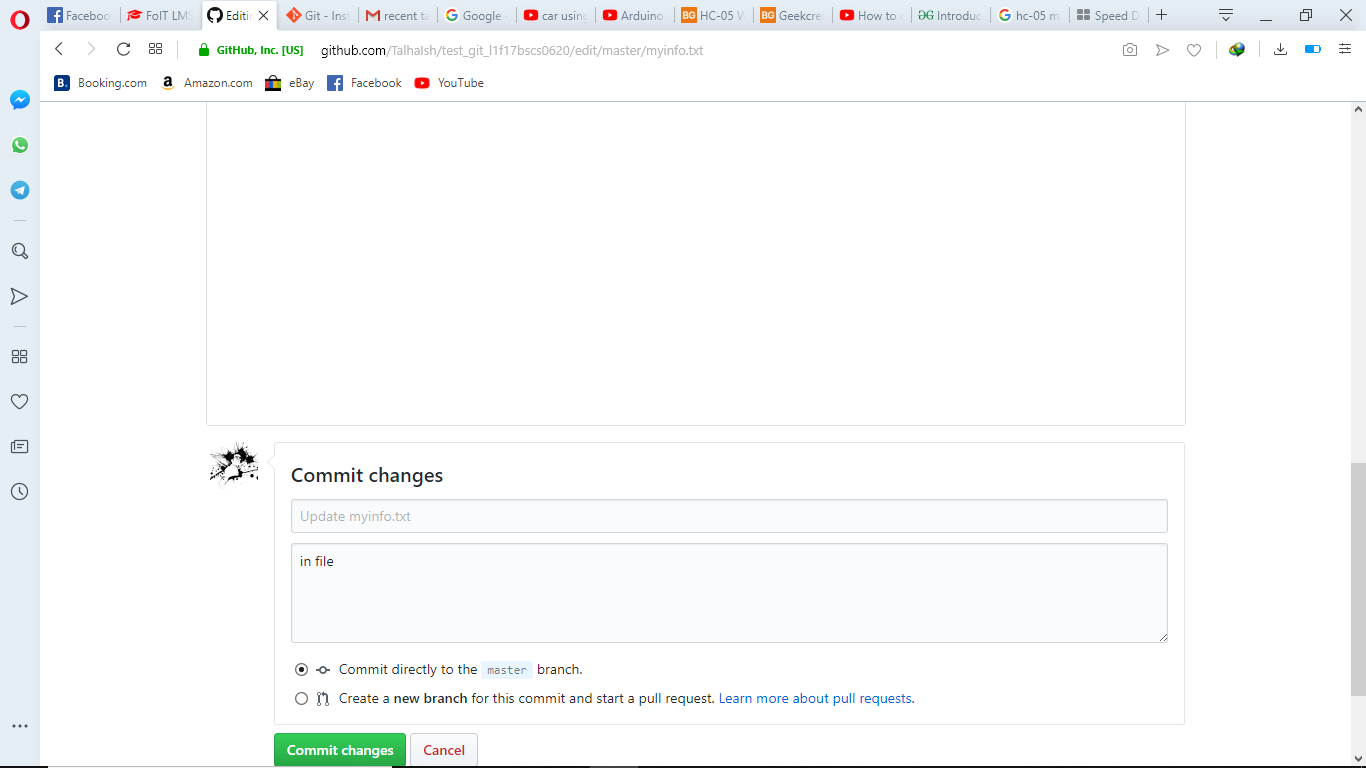 Faceboo
FoIT LMS
Editi
Git - Inst
recent ta
Google -
car using
Arduino
HC-05 W
Geekcre
How to
Introduc
hc-05 m
Speed D
GitHub, Inc. [US]
github.com/TalhaIsh/test_git_l1f17bscs0620/edit/master/myinfo.txt
B. Booking.com
a Amazon.com
eBay
Facebook
YouTube
Commit changes
Update myinfo.txt
in file
Commit directly to the master branch.
Create a new branch for this commit and start a pull request. Learn more about pull requests.
Commit changes
Cancel